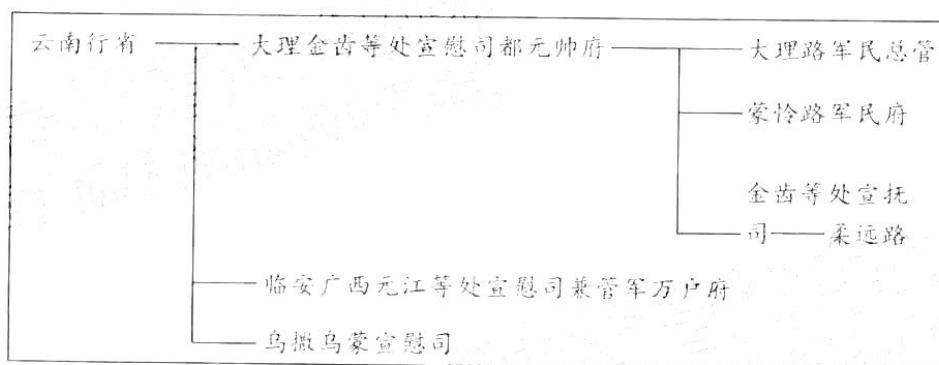 云南行省 大理金齿等处宣慰司都元帅府 大理路军民总管
蒙怜路军民府
金齿等处宣抚
司 柔远路
临安广西元江等处宣慰司兼管军万户府
乌撒乌蒙宣慰司